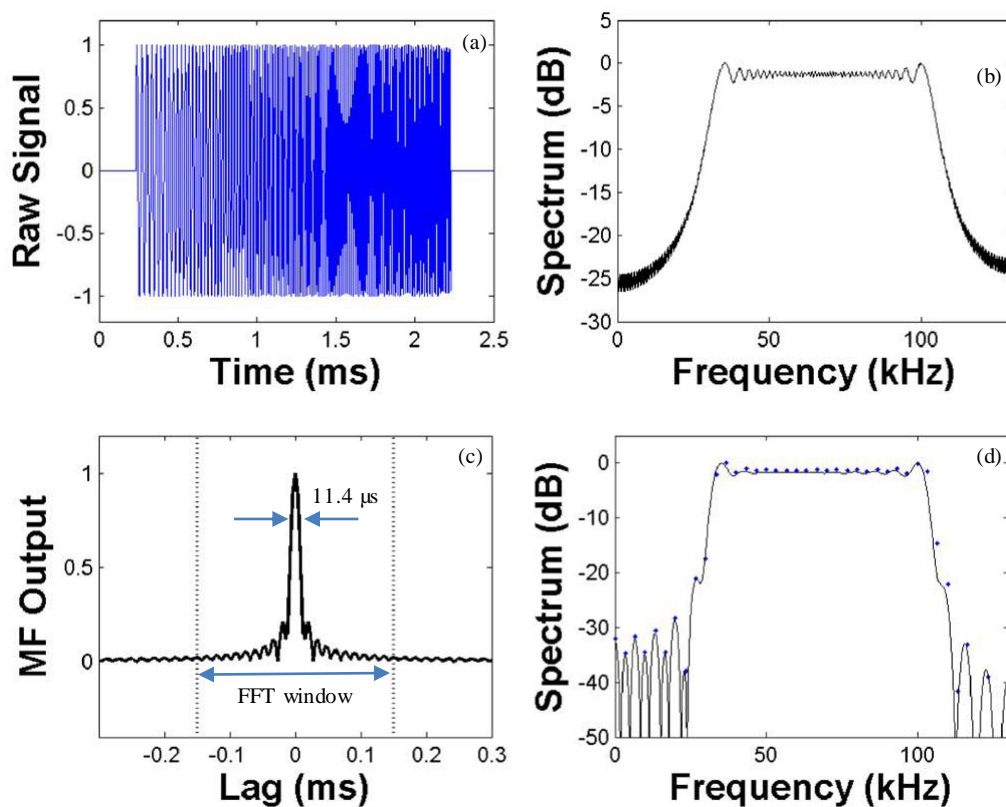 (a)
1
0.5
0
-0.5
-1
Raw Signal
0 0.5 1 1.5 2 2.5
Time (ms)
(b)
5
0
-5
-10
-15
-20
-25
-30
Spectrum (dB)
0 50 100
Frequency (kHz)
(c)
1
0.5
0
MF Output
11.4 μs
FFT window
-0.2 -0.1 0 0.1 0.2 0.3
Lag (ms)
(d)
0
-10
-20
-30
-40
-50
Spectrum (dB)
0 50 100
Frequency (kHz)